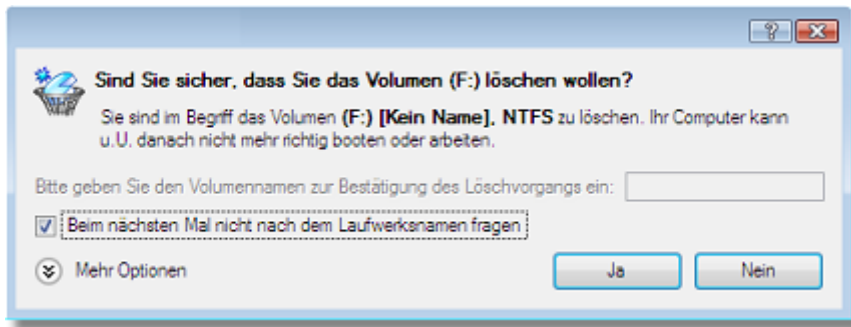 Sind Sie sicher, dass Sie das Volumen (F:) löschen wollen?
Sie sind im Begriff das Volumen (F:) [Kein Name], NTFS zu löschen. Ihr Computer kann
u.U. danach nicht mehr richtig booten oder arbeiten.
Bitte geben Sie den Volumennamen zur Bestätigung des Löschvorgangs ein:
Beim nächsten Mal nicht nach dem Laufwerksnamen fragen
Mehr Optionen
Ja
Nein